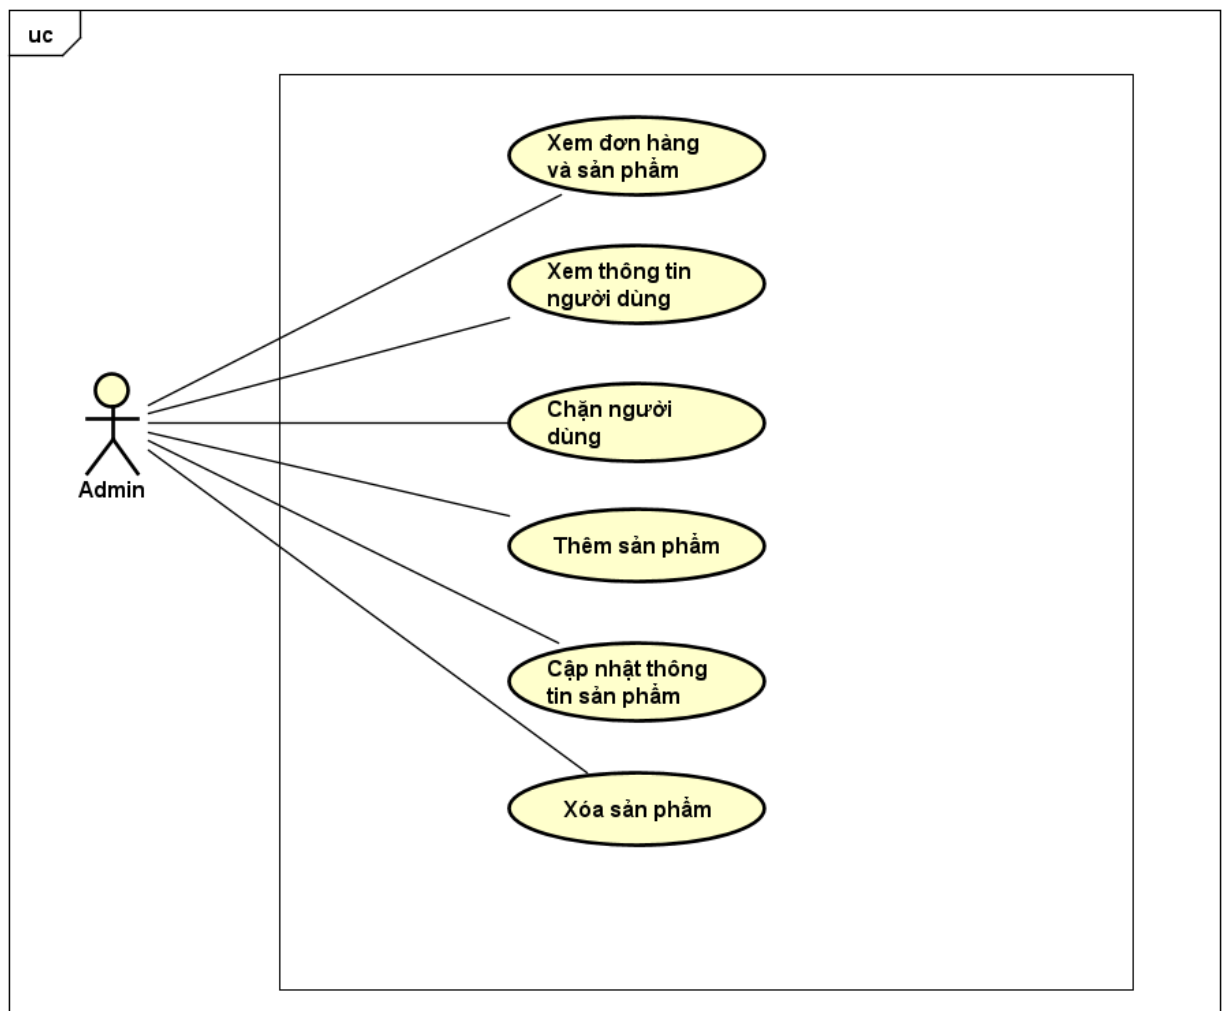 uc
Xem đơn hàng
và sản phẩm
Xem thông tin
người dùng
Chặn người
dùng
Admin
Thêm sản phẩm
Cập nhật thông
tin sản phẩm
Xóa sản phẩm